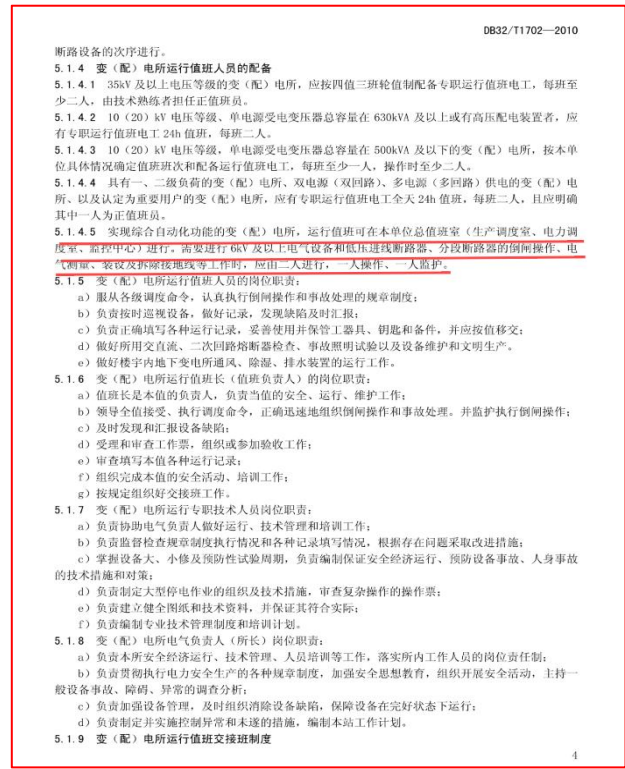 DB32/T1702—2010
断路设备的次序进行。
5.1.4 变（配）电所运行值班人员的配备
5.1.4.1 35kV 及以上电压等级的变（配）电所，应按四值三班轮值制配备专职运行值班电工，每班至
少二人，由技术熟练者担任正值班员。
5.1.4.2 10（20）kV 电压等级、单电源受电变压器总容量在 630kVA 及以上或有高压配电装置者，应
有专职运行值班电工 24h 值班，每班二人。
5.1.4.3 10（20）kV 电压等级，单电源受电变压器总容量在 500kVA 及以下的变（配）电所，按本单
位具体情况确定值班班次和配备运行值班电工，每班至少一人，操作时至少二人。
5.1.4.4 具有一、二级负荷的变（配）电所、双电源（双回路）、多电源（多回路）供电的变（配）电
所、以及认定为重要用户的变（配）电所，应有专职运行值班电工全天 24h 值班，每班二人，且应明确
其中一人为正值班员。
5.1.4.5 实现综合自动化功能的变（配）电所，运行值班可在本单位总值班室（生产调度室、电力调
度室、监控中心）进行。需要进行 6kV 及以上电气设备和低压进线断路器、分段断路器的倒闸操作、电
气测量、装设及拆除接地线等工作时，应由二人进行，一人操作、一人监护。
5.1.5 变（配）电所运行值班人员的岗位职责：
a）服从各级调度命令，认真执行倒闸操作和事故处理的规章制度；
b）负责按时巡视设备，做好记录，发现缺陷及时汇报；
c）负责正确填写各种运行记录，妥善使用并保管工器具、钥匙和备件，并应按值移交；
d）做好所用交直流、二次回路熔断器检查、事故照明试验以及设备维护和文明生产。
e）做好楼宇内地下变电所通风、除湿、排水装置的运行工作。
5.1.6 变（配）电所运行值班长（值班负责人）的岗位职责：
a）值班长是本值的负责人，负责当值的安全、运行、维护工作；
b）领导全值接受、执行调度命令，正确迅速地组织倒闸操作和事故处理。并监护执行倒闸操作；
c）及时发现和汇报设备缺陷；
d）受理和审查工作票，组织或参加验收工作；
e）审查填写本值各种运行记录；
f）组织完成本值的安全活动、培训工作；
g）按规定组织好交接班工作。
5.1.7 变（配）电所运行专职技术人员岗位职责：
a）负责协助电气负责人做好运行、技术管理和培训工作；
b）负责监督检查规章制度执行情况和各种记录填写情况，根据存在问题采取改进措施；
c）掌握设备大、小修及预防性试验周期，负责编制保证安全经济运行、预防设备事故、人身事故
的技术措施和对策；
d）负责制定大型停电作业的组织及技术措施，审查复杂操作的操作票；
e）负责建立健全图纸和技术资料，并保证其符合实际；
f）负责编制专业技术管理制度和培训计划。
5.1.8 变（配）电所电气负责人（所长）岗位职责：
a）负责本所安全经济运行、技术管理、人员培训等工作，落实所内工作人员的岗位责任制；
b）负责贯彻执行电力安全生产的各种规章制度，加强安全思想教育，组织开展安全活动，主持一
般设备事故、障碍、异常的调查分析；
c）负责加强设备管理，及时组织消除设备缺陷，保障设备在完好状态下运行；
d）负责制定并实施控制异常和未遂的措施，编制本站工作计划。
5.1.9 变（配）电所运行值班交接班制度
4